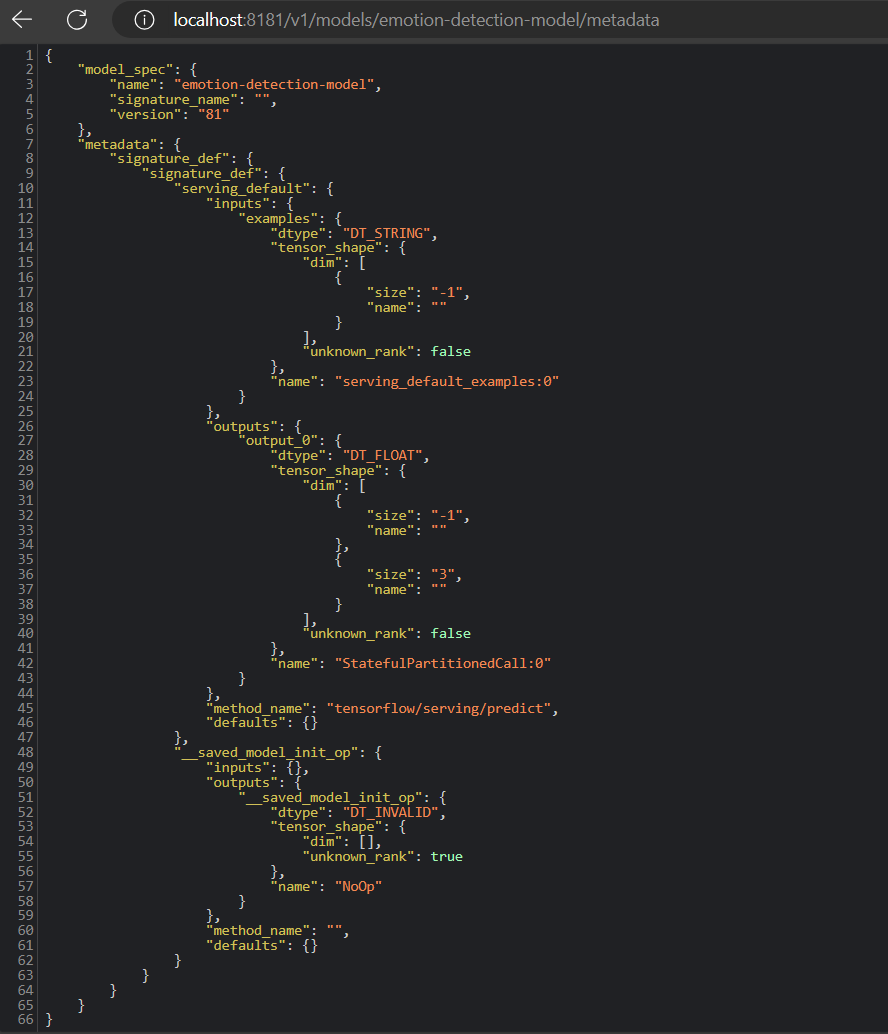 localhost:8181/v1/models/emotion-detection-model/metadata
1 {
2     "model_spec": {
3         "name": "emotion-detection-model",
4         "signature_name": "",
5         "version": "81"
6     },
7     "metadata": {
8         "signature_def": {
9             "signature_def": {
10                 "serving_default": {
11                     "inputs": {
12                         "examples": {
13                             "dtype": "DT_STRING",
14                             "tensor_shape": {
15                                 "dim": [
16                                     {
17                                         "size": "-1",
18                                         "name": ""
19                                     }
20                                 ],
21                                 "unknown_rank": false
22                             },
23                             "name": "serving_default_examples:0"
24                         }
25                     },
26                     "outputs": {
27                         "output_0": {
28                             "dtype": "DT_FLOAT",
29                             "tensor_shape": {
30                                 "dim": [
31                                     {
32                                         "size": "-1",
33                                         "name": ""
34                                     },
35                                     {
36                                         "size": "3",
37                                         "name": ""
38                                     }
39                                 ],
40                                 "unknown_rank": false
41                             },
42                             "name": "StatefulPartitionedCall:0"
43                         }
44                     },
45                     "method_name": "tensorflow/serving/predict",
46                     "defaults": {}
47                 },
48                 "__saved_model_init_op": {
49                     "inputs": {},
50                     "outputs": {
51                         "__saved_model_init_op": {
52                             "dtype": "DT_INVALID",
53                             "tensor_shape": {
54                                 "dim": [],
55                                 "unknown_rank": true
56                             },
57                             "name": "NoOp"
58                         }
59                     },
60                     "method_name": "",
61                     "defaults": {}
62                 }
63             }
64         }
65     }
66 }